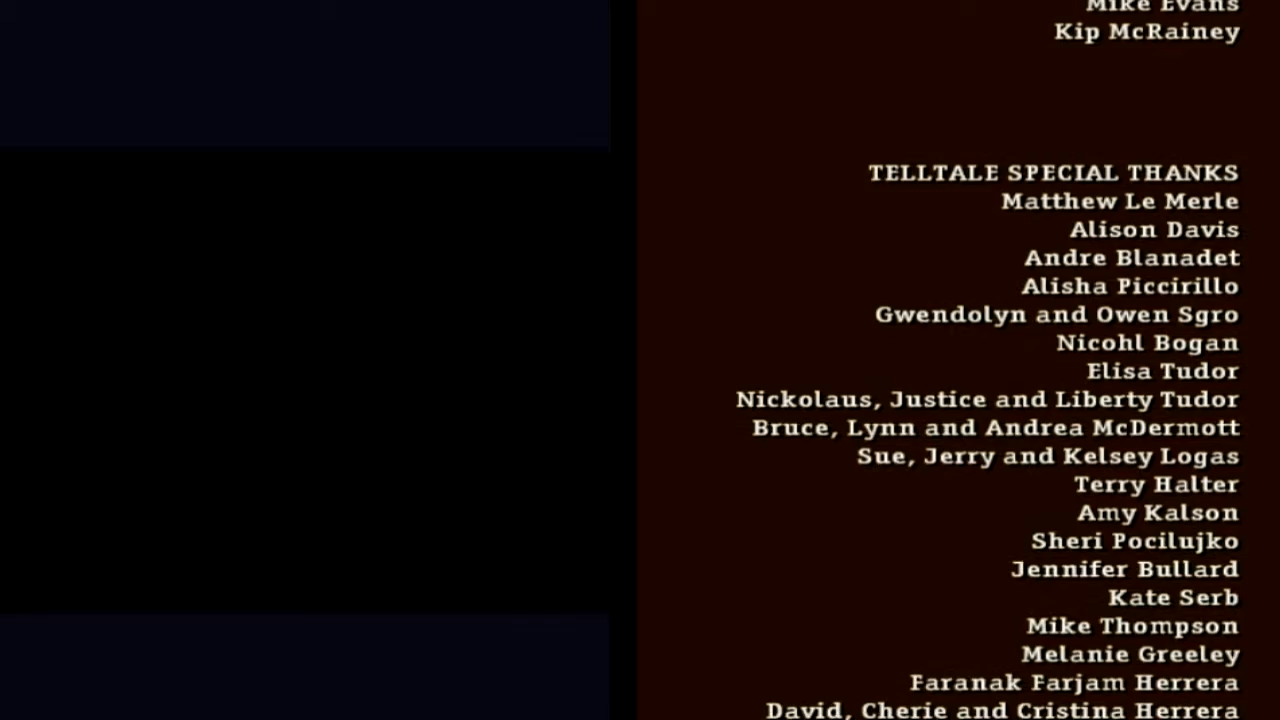 Mike Evans
Kip McRainey
TELLTALE SPECIAL THANKS
Matthew Le Merle
Alison Davis
Andre Blanadet
Alisha Piccirillo
Gwendolyn and Owen Sgro
Nicohl Bogan
Elisa Tudor
Nickolaus, Justice and Liberty Tudor
Bruce, Lynn and Andrea McDermott
Sue, Jerry and Kelsey Logas
Terry Halter
Amy Kalson
Sheri Pocilujko
Jennifer Bullard
Kate Serb
Mike Thompson
Melanie Greeley
Faranak Farjam Herrera
David, Cherie and Cristina Herrera